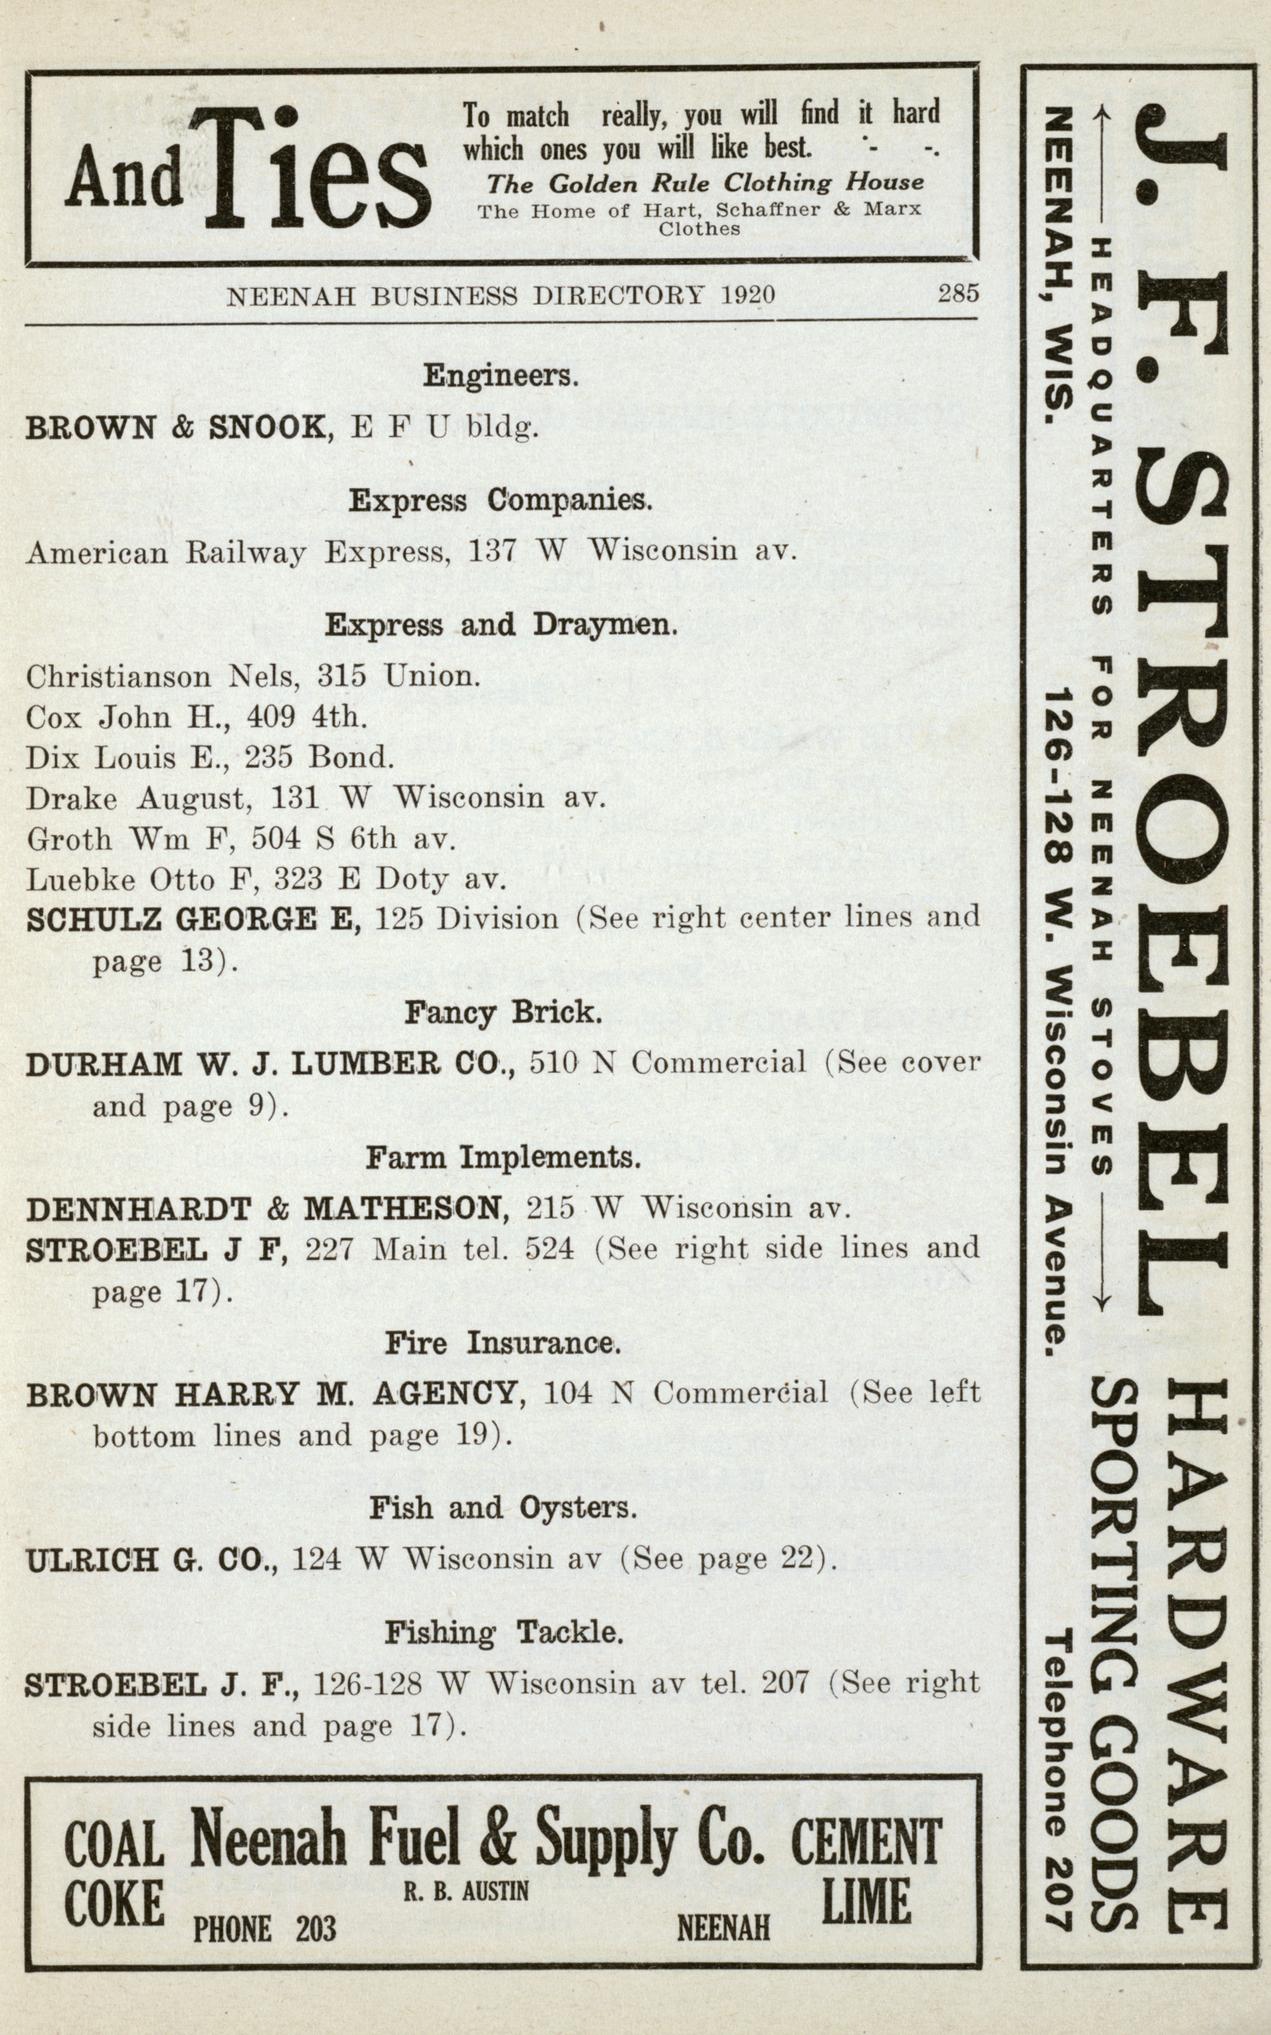 And Ties
To match really, you will find it hard
which ones you will like best. '- -.
The Golden Rule Clothing House
The Home of Hart, Schaffner & Marx
Clothes
NEENAH BUSINESS DIRECTORY 1920 285
Engineers.
BROWN & SNOOK, E F U bldg.
Express Companies.
American Railway Express, 137 W Wisconsin av.
Express and Draymen.
Christianson Nels, 315 Union.
Cox John H., 409 4th.
Dix Louis E., 235 Bond.
Drake August, 131 W Wisconsin av.
Groth Wm F, 504 S 6th av.
Luebke Otto F, 323 E Doty av.
SCHULZ GEORGE E, 125 Division (See right center lines and
page 13).
Fancy Brick.
DURHAM W. J. LUMBER CO., 510 N Commercial (See cover
and page 9).
Farm Implements.
DENNHARDT & MATHESON, 215 W Wisconsin av.
STROEBEL J F, 227 Main tel. 524 (See right side lines and
page 17).
Fire Insurance.
BROWN HARRY M. AGENCY, 104 N Commercial (See left
bottom lines and page 19).
Fish and Oysters.
ULRICH G. CO., 124 W Wisconsin av (See page 22).
Fishing Tackle.
STROEBEL J. F., 126-128 W Wisconsin av tel. 207 (See right
side lines and page 17).
COAL Neenah Fuel & Supply Co. CEMENT
COKE R. B. AUSTIN LIME
PHONE 203 NEENAH
J. F. STROEBEL HARDWARE
SPORTING GOODS
HEADQUARTERS FOR NEENAH STOVES
NEENAH, WIS. 126-128 W. Wisconsin Avenue. Telephone 207